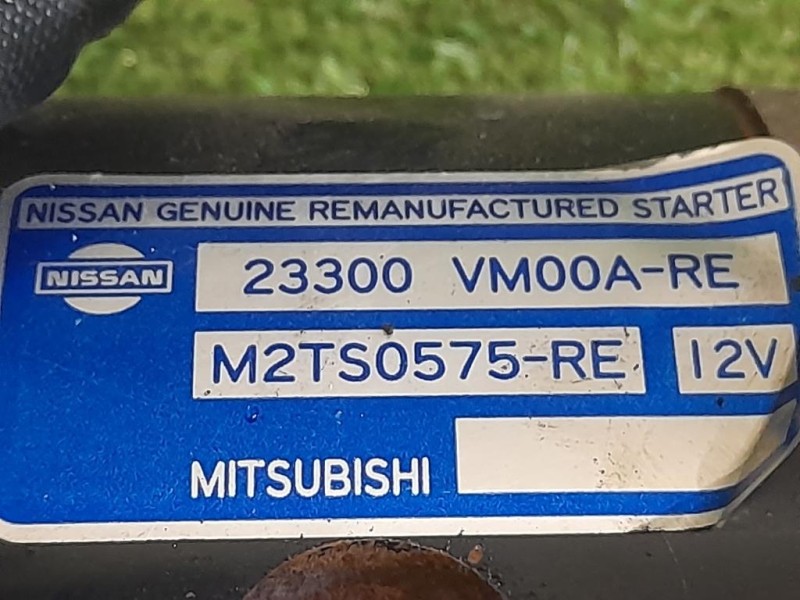 NISSAN GENUINE REMANUFACTURED STARTER
NISSAN 23300 VM00A-RE
M2TS0575-RE 12V
MITSUBISHI